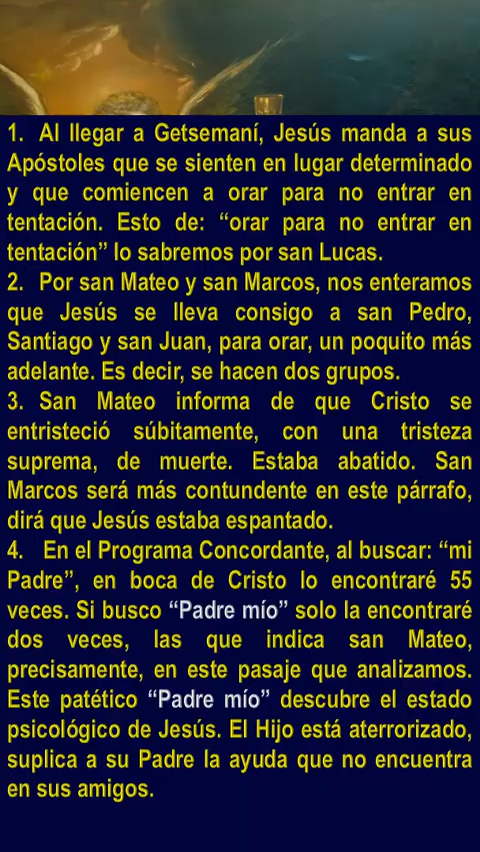 1. Al llegar a Getsemaní, Jesús manda a sus
Apóstoles que se sienten en lugar determinado
y que comiencen a orar para no entrar en
tentación. Esto de: “orar para no entrar en
tentación” lo sabremos por san Lucas.
2. Por san Mateo y san Marcos, nos enteramos
que Jesús se lleva consigo a san Pedro,
Santiago y san Juan, para orar, un poquito más
adelante. Es decir, se hacen dos grupos.
3. San Mateo informa de que Cristo se
entristeció súbitamente, con una tristeza
suprema, de muerte. Estaba abatido. San
Marcos será más contundente en este párrafo,
dirá que Jesús estaba espantado.
4. En el Programa Concordante, al buscar: “mi
Padre”, en boca de Cristo lo encontraré 55
veces. Si busco “Padre mío” solo la encontraré
dos veces, las que indica san Mateo,
precisamente, en este pasaje que analizamos.
Este patético “Padre mío” descubre el estado
psicológico de Jesús. El Hijo está aterrorizado,
suplica a su Padre la ayuda que no encuentra
en sus amigos.